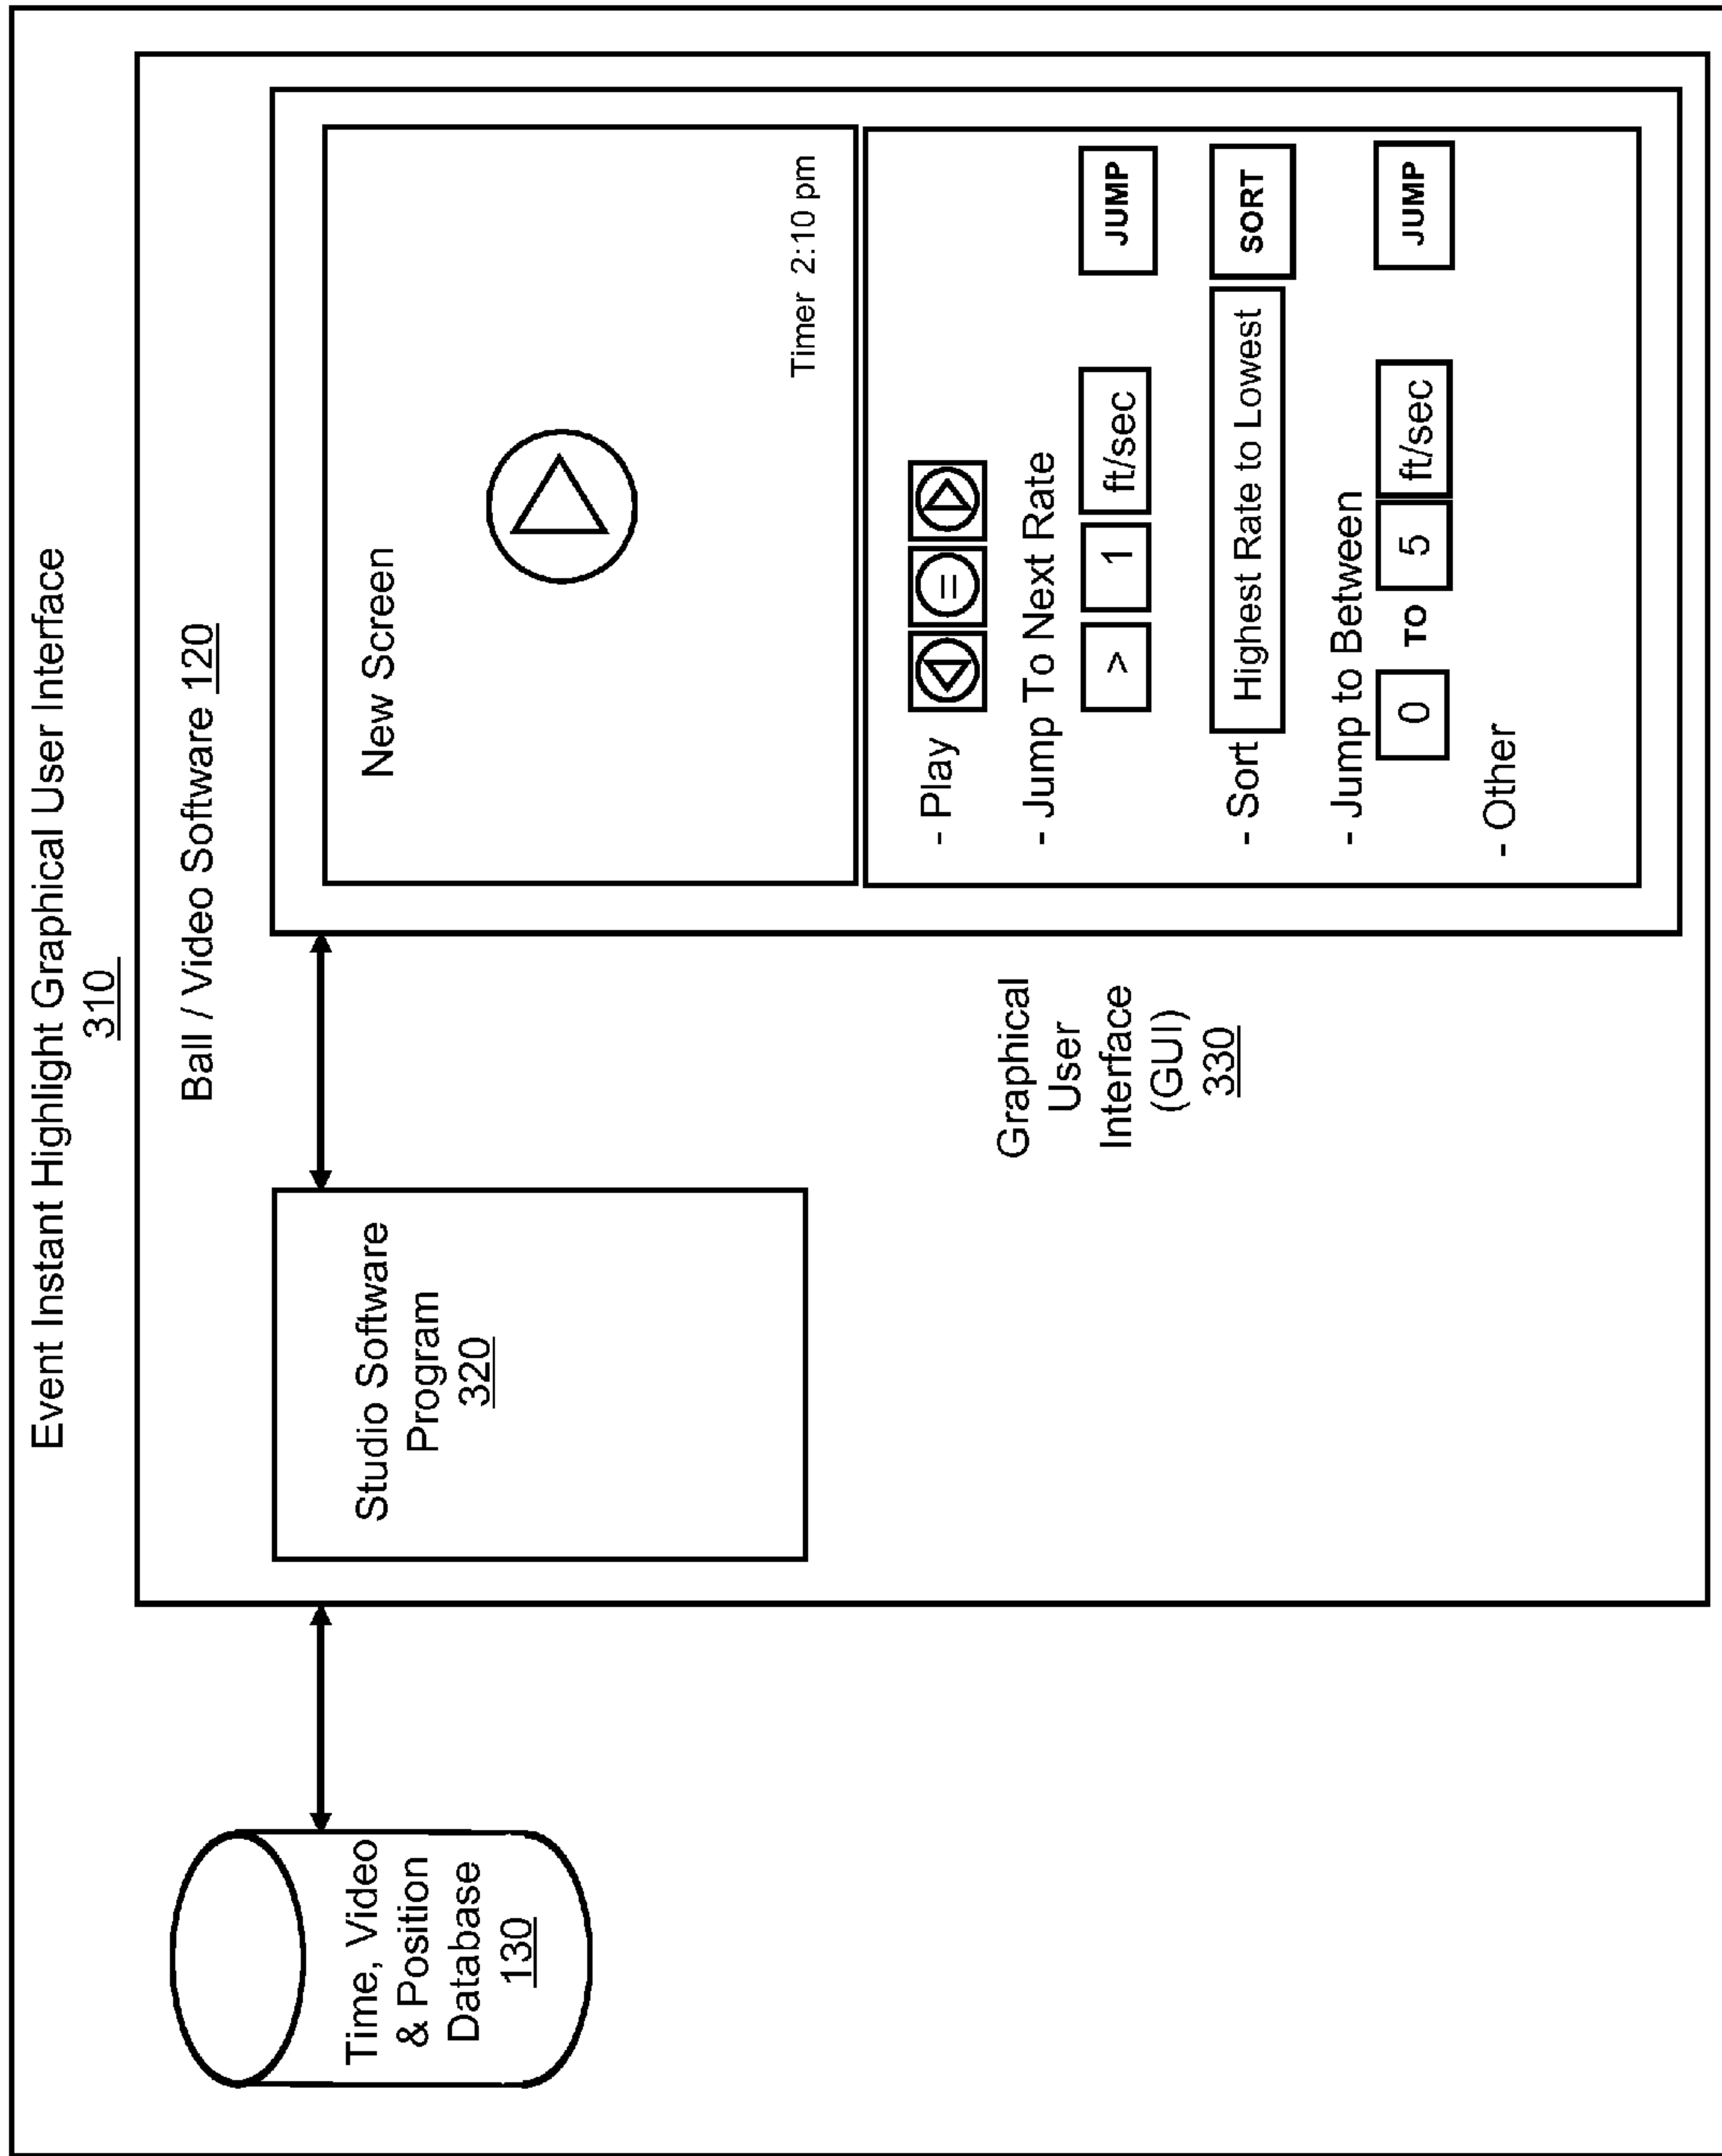 Event Instant Highlight Graphical User Interface
310
Ball / Video Software 120
Time, Video
& Position
Database
130
Studio Software
Program
320
Graphical
User
Interface
(GUI)
330
New Screen
Timer 2:10 pm
- Play =
- Jump To Next Rate
> 1 ft/sec JUMP
- Sort Highest Rate to Lowest SORT
- Jump to Between
0 TO 5 ft/sec JUMP
- Other